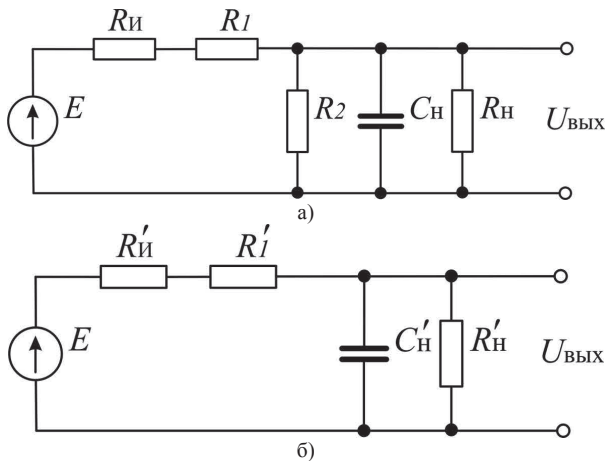 Rи R1
E R2 Cн Rн Uвых
а)
R′и R′1
E C′н R′н Uвых
б)